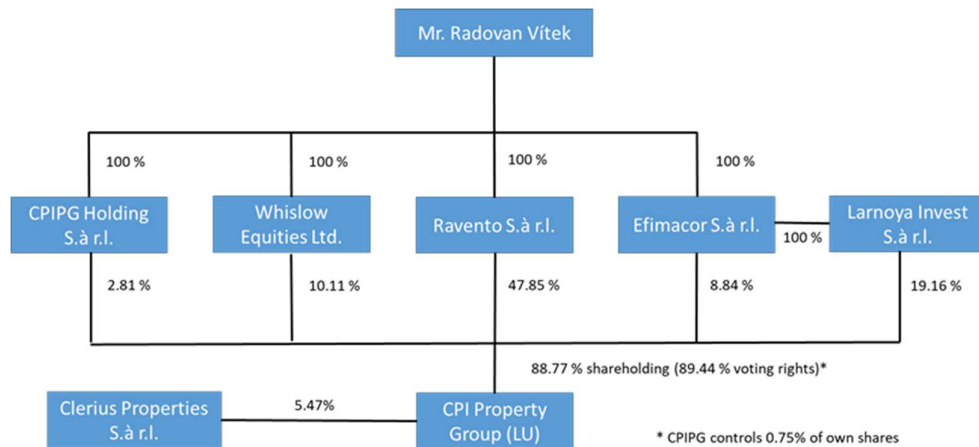 Mr. Radovan Vítek
100 %
100 %
100 %
100 %
CPIPG Holding
S.à r.l.
Whislow
Equities Ltd.
Ravento S.à r.l.
Efimacor S.à r.l.
100 %
Larnoya Invest
S.à r.l.
2.81 %
10.11 %
47.85 %
8.84 %
19.16 %
88.77 % shareholding (89.44 % voting rights)*
Clerius Properties
S.à r.l.
5.47%
CPI Property
Group (LU)
* CPIPG controls 0.75% of own shares